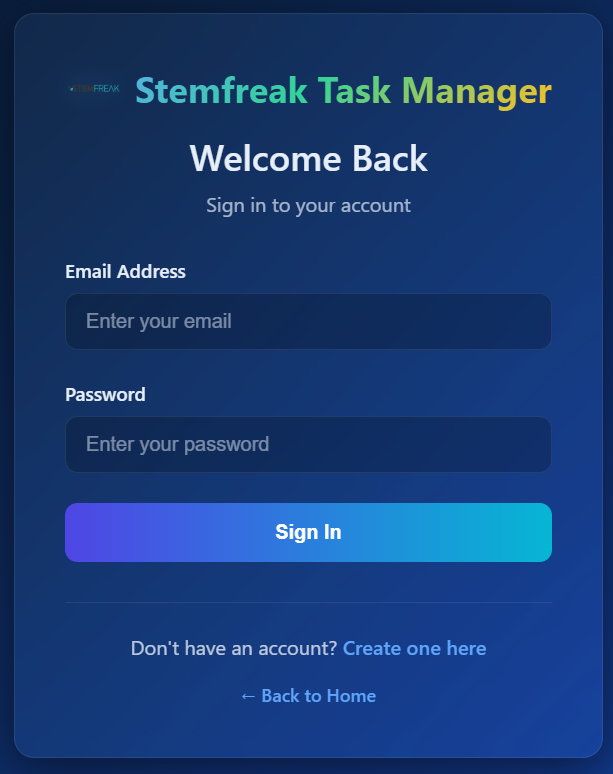 STEMFREAK Stemfreak Task Manager
Welcome Back
Sign in to your account
Email Address
Enter your email
Password
Enter your password
Sign In
Don't have an account? Create one here
← Back to Home